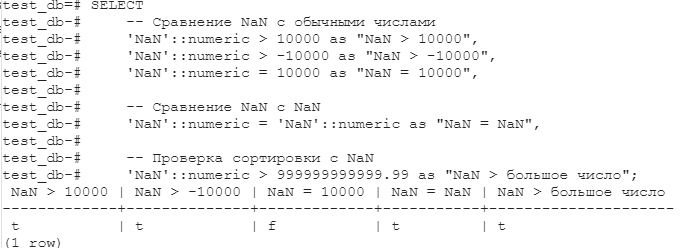 test_db=# SELECT
test_db-#     -- Сравнение NaN с обычными числами
test_db-#     'NaN'::numeric > 10000 as "NaN > 10000",
test_db-#     'NaN'::numeric > -10000 as "NaN > -10000",
test_db-#     'NaN'::numeric = 10000 as "NaN = 10000",
test_db-#
test_db-#     -- Сравнение NaN с NaN
test_db-#     'NaN'::numeric = 'NaN'::numeric as "NaN = NaN",
test_db-#
test_db-#     -- Проверка сортировки с NaN
test_db-#     'NaN'::numeric > 999999999999.99 as "NaN > большое число";
 NaN > 10000 | NaN > -10000 | NaN = 10000 | NaN = NaN | NaN > большое число
-------------+--------------+-------------+-----------+---------------------
 t           | t            | f           | t         | t
(1 row)